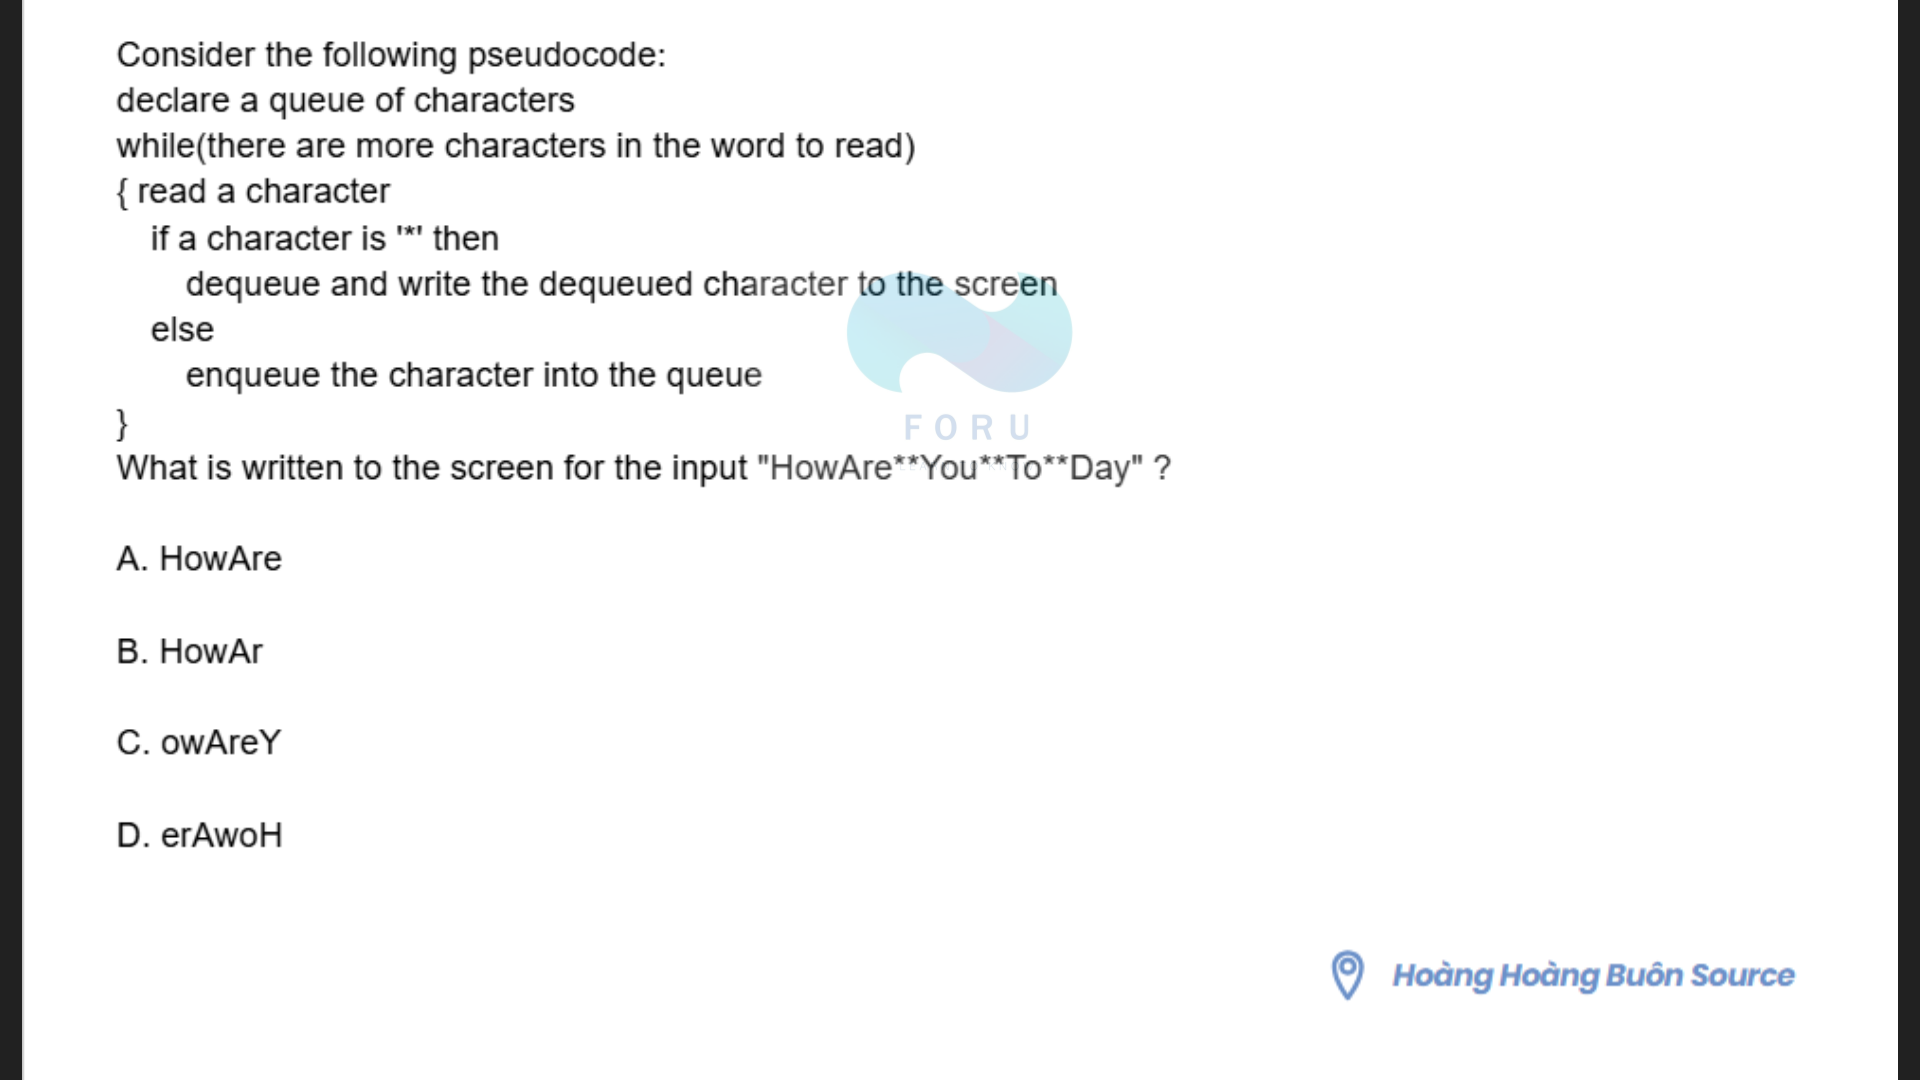 Consider the following pseudocode:
declare a queue of characters
while(there are more characters in the word to read)
{ read a character
if a character is '*' then
dequeue and write the dequeued character to the screen
else
enqueue the character into the queue
}
FORU
What is written to the screen for the input "HowAre**You**To**Day" ?
A. HowAre
B. HowAr
C. owAreY
D. erAwoH
Hoàng Hoàng Buôn Source